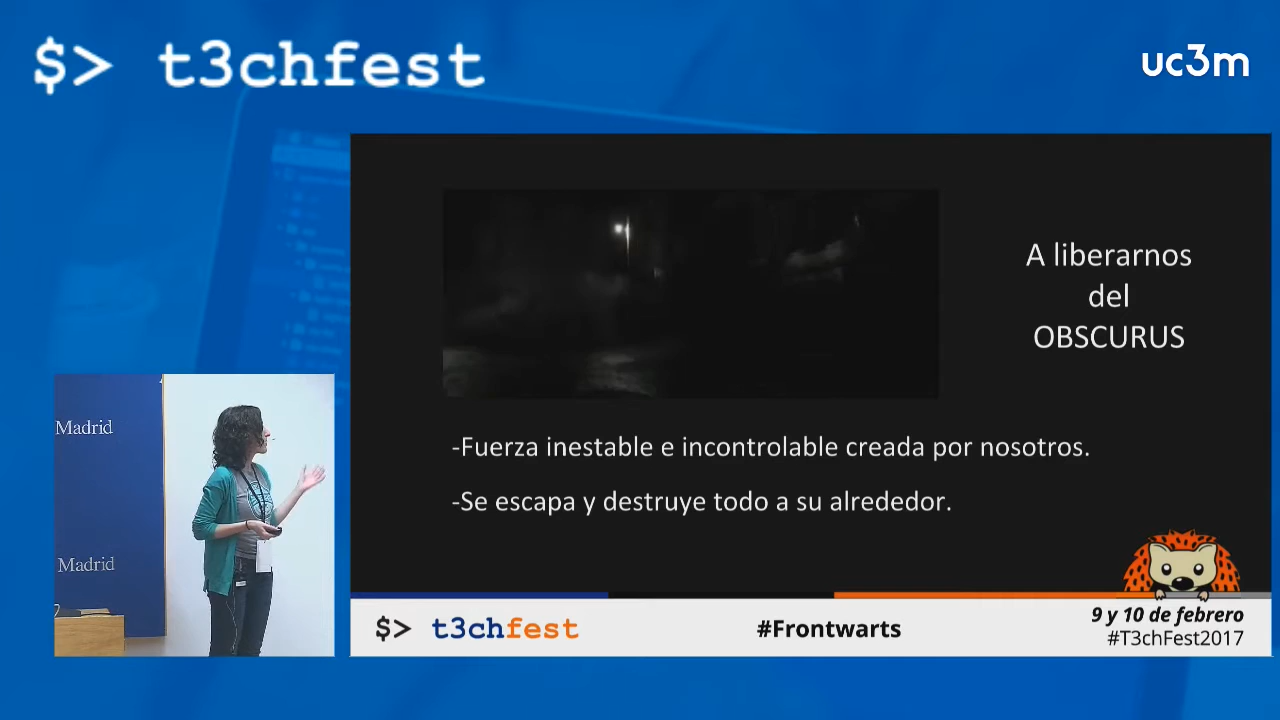 $> t3chfest
uc3m
A liberarnos
del
OBSCURUS
-Fuerza inestable e incontrolable creada por nosotros.
-Se escapa y destruye todo a su alrededor.
Madrid
Madrid
$> t3chfest
#Frontwarts
9 y 10 de febrero
#T3chFest2017